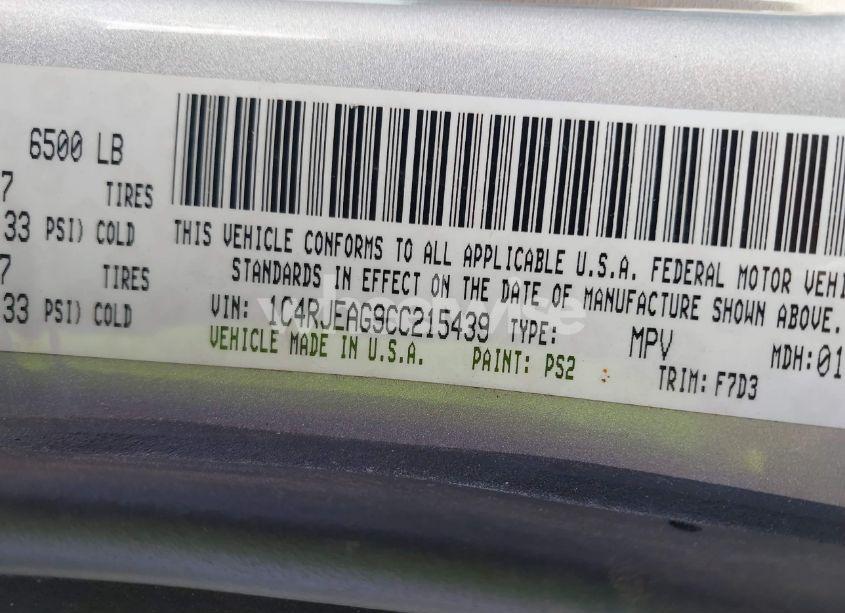 6500 LB
7 TIRES
33 PSI) COLD
7 TIRES
33 PSI) COLD
THIS VEHICLE CONFORMS TO ALL APPLICABLE U.S.A. FEDERAL MOTOR VEHI
STANDARDS IN EFFECT ON THE DATE OF MANUFACTURE SHOWN ABOVE.
VIN: 1C4RJEAG9CC215439 TYPE: MPV MDH:01
VEHICLE MADE IN U.S.A. PAINT: PS2 TRIM: F7D3